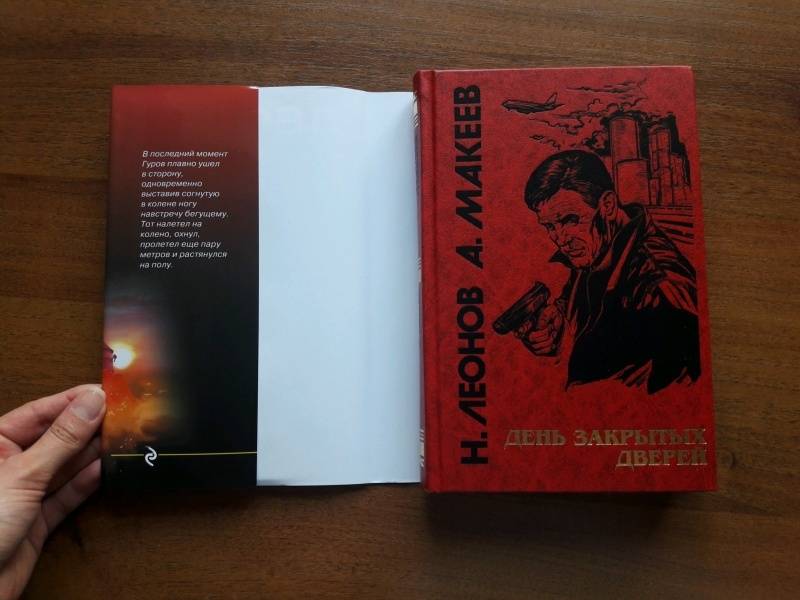 В последний момент
Гуров плавно ушел
в сторону,
одновременно
выставив согнутую
в колене ногу
навстречу бегущему.
Тот налетел на
колено, охнул,
пролетел еще пару
метров и растянулся
на полу.
Н. ЛЕОНОВ А. МАКЕЕВ
ДЕНЬ ЗАКРЫТЫХ
ДВЕРЕЙ